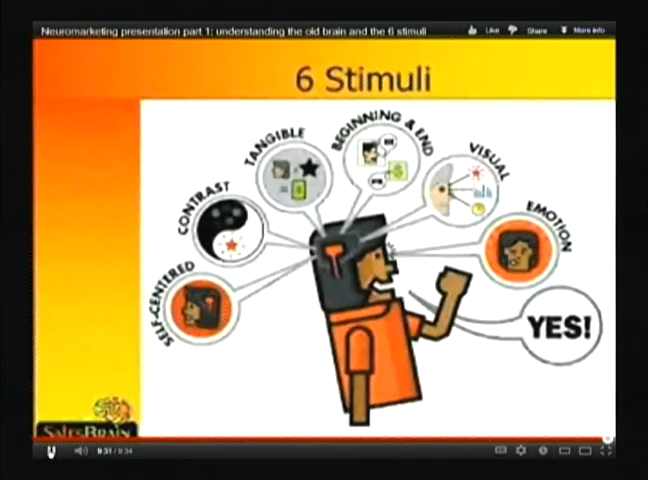 Neuromarketing presentation part 1: understanding the old brain and the 6 stimuli
Like Share More info
6 Stimuli
SELF-CENTERED
CONTRAST
TANGIBLE
BEGINNING & END
VISUAL
EMOTION
YES!
SALESBRAIN
9:31 / 9:34